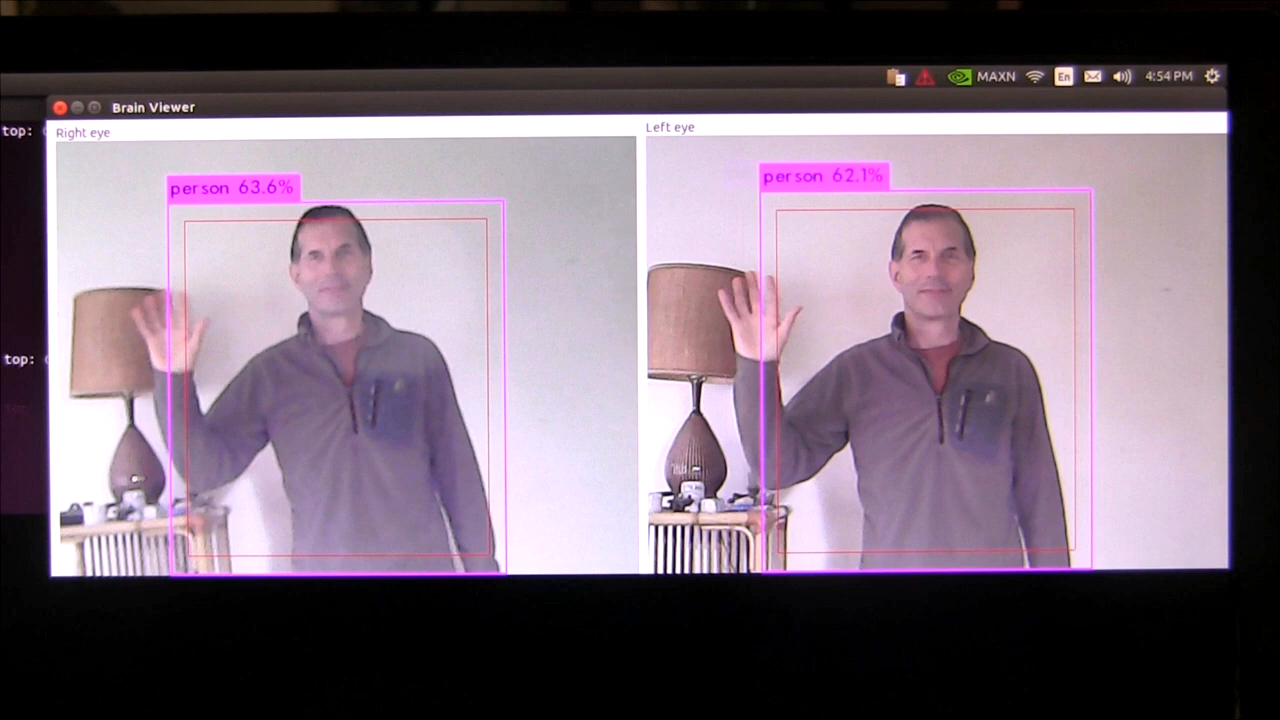 MAXN En 4:54 PM
Brain Viewer
top:
Right eye
Left eye
person 63.6%
person 62.1%
top: